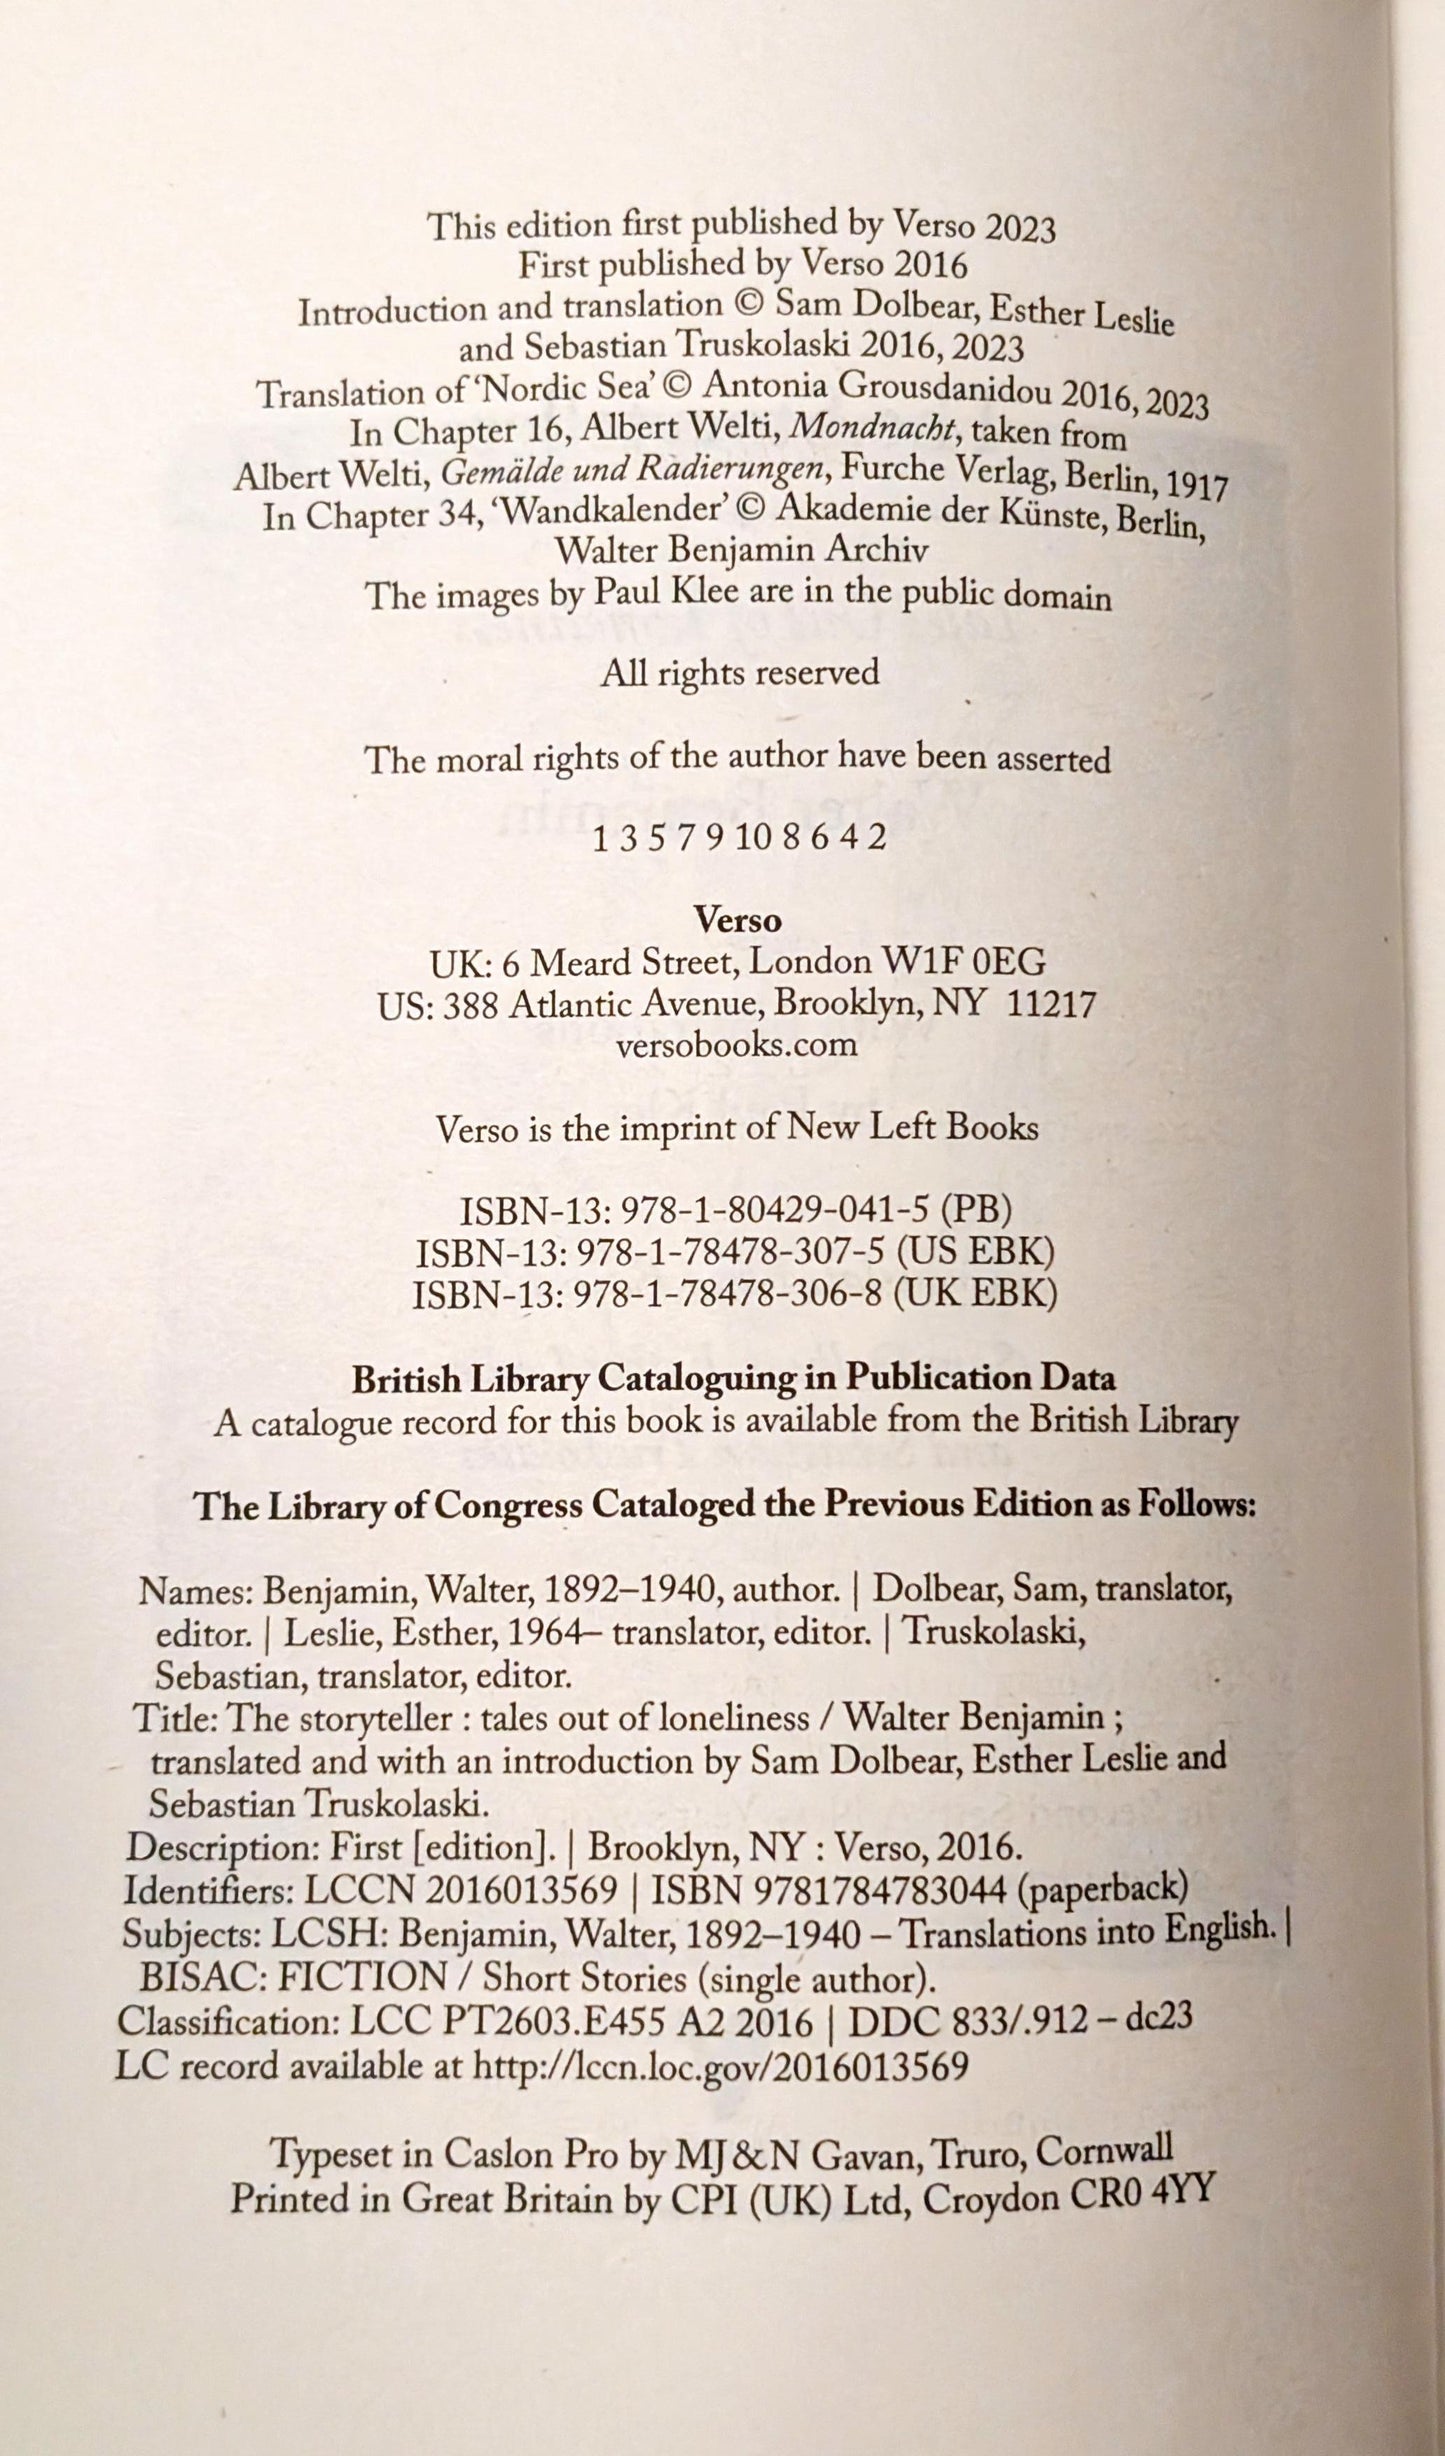 This edition first published by Verso 2023
First published by Verso 2016
Introduction and translation © Sam Dolbear, Esther Leslie
and Sebastian Truskolaski 2016, 2023
Translation of ‘Nordic Sea’ © Antonia Grousdanidou 2016, 2023
In Chapter 16, Albert Welti, Mondnacht, taken from
Albert Welti, Gemälde und Radierungen, Furche Verlag, Berlin, 1917
In Chapter 34, ‘Wandkalender’ © Akademie der Künste, Berlin,
Walter Benjamin Archiv
The images by Paul Klee are in the public domain
All rights reserved
The moral rights of the author have been asserted
1 3 5 7 9 10 8 6 4 2
Verso
UK: 6 Meard Street, London W1F 0EG
US: 388 Atlantic Avenue, Brooklyn, NY 11217
versobooks.com
Verso is the imprint of New Left Books
ISBN-13: 978-1-80429-041-5 (PB)
ISBN-13: 978-1-78478-307-5 (US EBK)
ISBN-13: 978-1-78478-306-8 (UK EBK)
British Library Cataloguing in Publication Data
A catalogue record for this book is available from the British Library
The Library of Congress Cataloged the Previous Edition as Follows:
Names: Benjamin, Walter, 1892–1940, author. | Dolbear, Sam, translator,
editor. | Leslie, Esther, 1964– translator, editor. | Truskolaski,
Sebastian, translator, editor.
Title: The storyteller : tales out of loneliness / Walter Benjamin ;
translated and with an introduction by Sam Dolbear, Esther Leslie and
Sebastian Truskolaski.
Description: First [edition]. | Brooklyn, NY : Verso, 2016.
Identifiers: LCCN 2016013569 | ISBN 9781784783044 (paperback)
Subjects: LCSH: Benjamin, Walter, 1892–1940 – Translations into English. |
BISAC: FICTION / Short Stories (single author).
Classification: LCC PT2603.E455 A2 2016 | DDC 833/.912 – dc23
LC record available at http://lccn.loc.gov/2016013569
Typeset in Caslon Pro by MJ & N Gavan, Truro, Cornwall
Printed in Great Britain by CPI (UK) Ltd, Croydon CR0 4YY